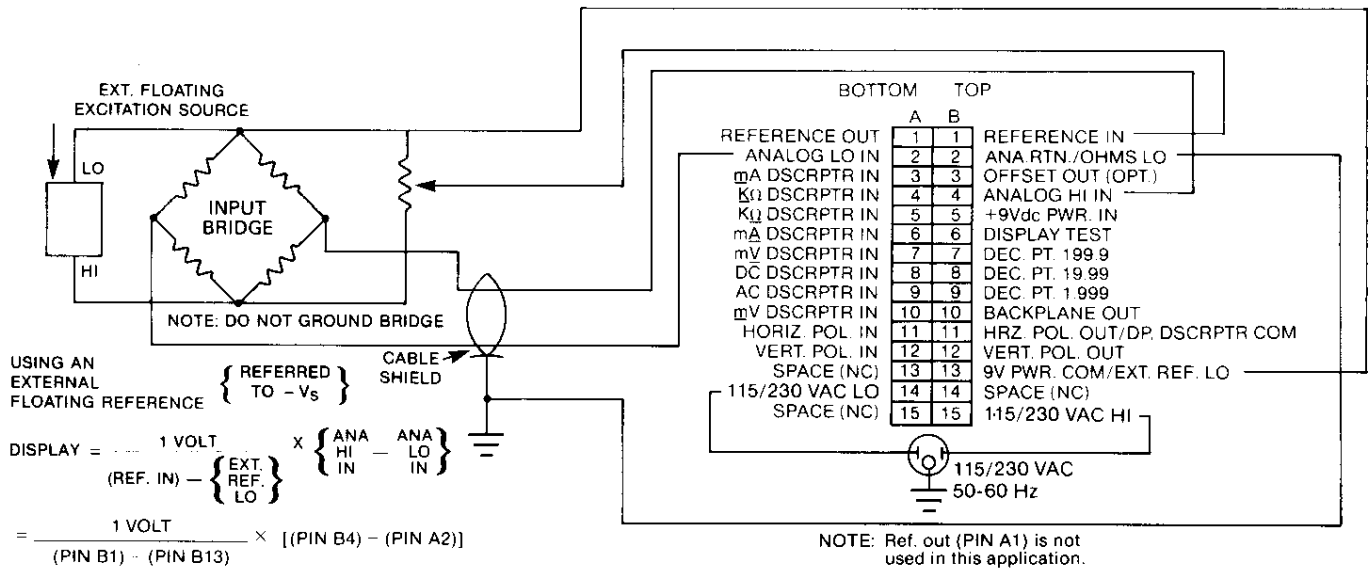 EXT. FLOATING
EXCITATION SOURCE
LO
HI
INPUT
BRIDGE
NOTE: DO NOT GROUND BRIDGE
CABLE
SHIELD
USING AN
EXTERNAL
FLOATING REFERENCE { REFERRED TO - VS }
DISPLAY = 1 VOLT / (REF. IN) - { EXT. REF. LO } X { ANA HI IN - ANA LO IN }
= 1 VOLT / (PIN B1) - (PIN B13) × [(PIN B4) - (PIN A2)]
BOTTOM TOP
A B
REFERENCE OUT 1 1 REFERENCE IN
ANALOG LO IN 2 2 ANA.RTN./OHMS LO
mA DSCRPTR IN 3 3 OFFSET OUT (OPT.)
KΩ DSCRPTR IN 4 4 ANALOG HI IN
KΩ DSCRPTR IN 5 5 +9Vdc PWR. IN
mA DSCRPTR IN 6 6 DISPLAY TEST
mV DSCRPTR IN 7 7 DEC. PT. 199.9
DC DSCRPTR IN 8 8 DEC. PT. 19.99
AC DSCRPTR IN 9 9 DEC. PT. 1.999
mV DSCRPTR IN 10 10 BACKPLANE OUT
HORIZ. POL. IN 11 11 HRZ. POL. OUT/DP. DSCRPTR COM
VERT. POL. IN 12 12 VERT. POL. OUT
SPACE (NC) 13 13 9V PWR. COM/EXT. REF. LO
115/230 VAC LO 14 14 SPACE (NC)
SPACE (NC) 15 15 115/230 VAC HI
115/230 VAC
50-60 Hz
NOTE: Ref. out (PIN A1) is not
used in this application.